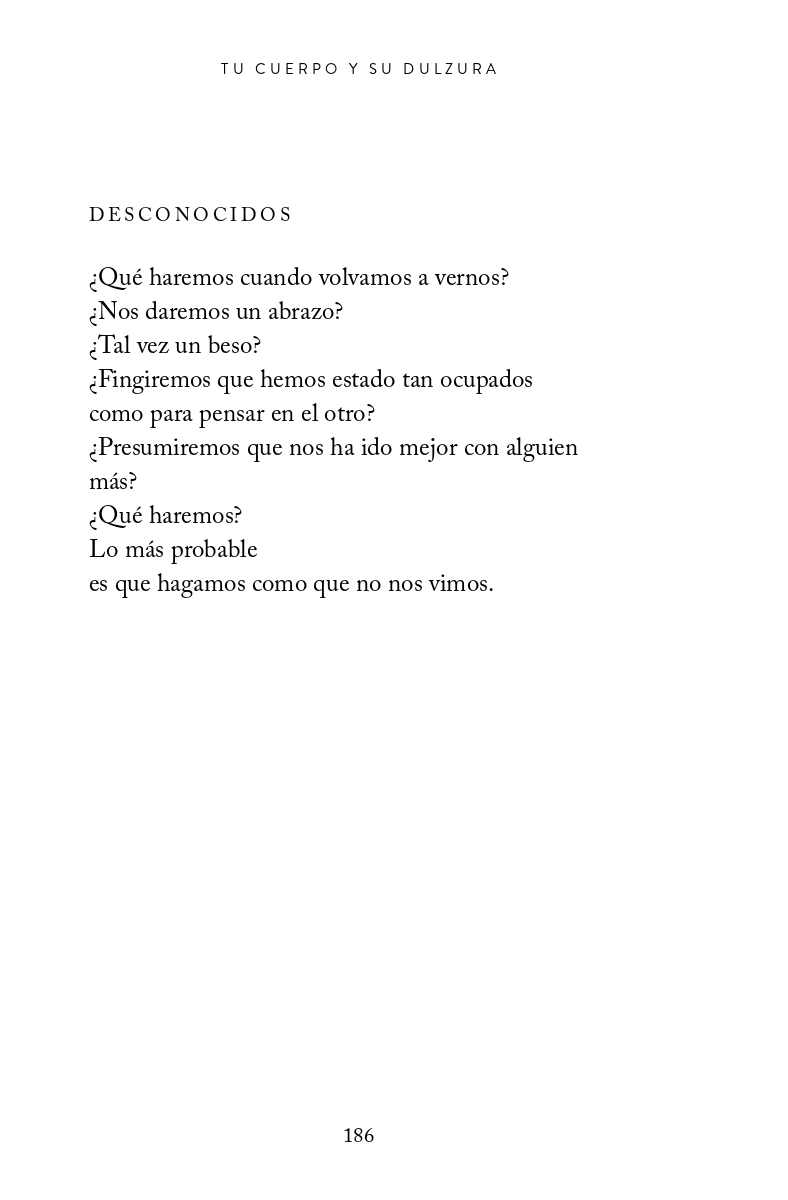 TU CUERPO Y SU DULZURA
DESCONOCIDOS
¿Qué haremos cuando volvamos a vernos?
¿Nos daremos un abrazo?
¿Tal vez un beso?
¿Fingiremos que hemos estado tan ocupados
como para pensar en el otro?
¿Presumiremos que nos ha ido mejor con alguien
más?
¿Qué haremos?
Lo más probable
es que hagamos como que no nos vimos.
186